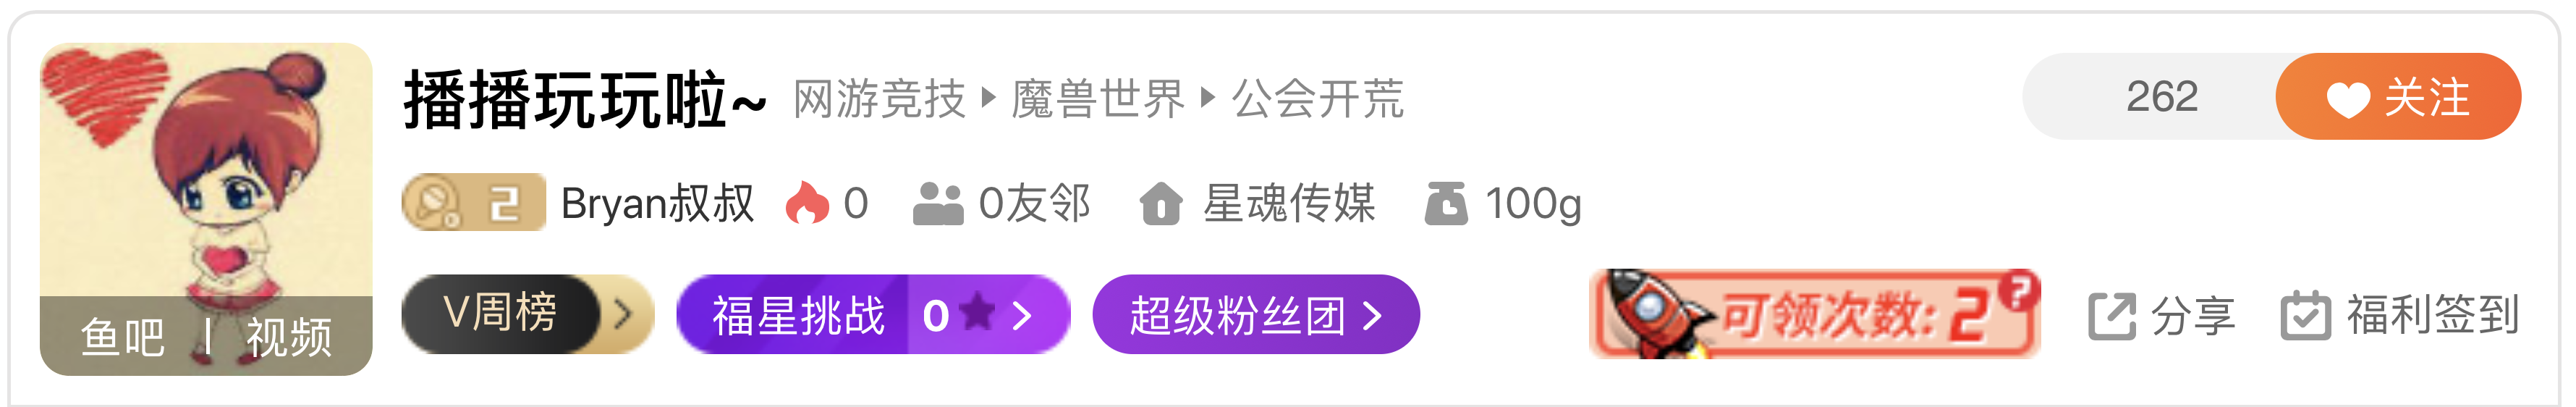 播播玩玩啦~ 网游竞技 ▸ 魔兽世界 ▸ 公会开荒 262 关注
2 Bryan叔叔 0 0友邻 星魂传媒 100g
鱼吧 | 视频 V周榜 > 福星挑战 0★ > 超级粉丝团 > 可领次数: 2 ? 分享 福利签到